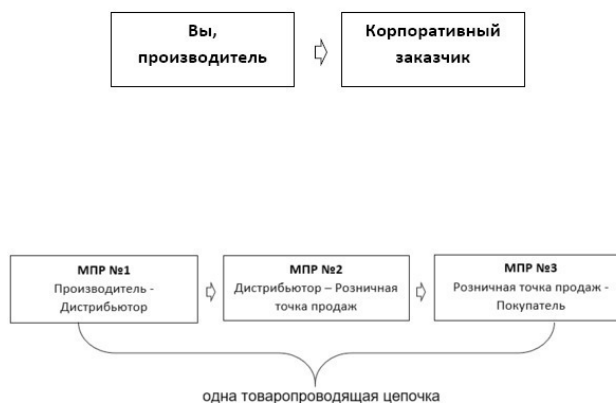 Вы,
производитель
Корпоративный
заказчик
МПР №1
Производитель -
Дистрибьютор
МПР №2
Дистрибьютор – Розничная
точка продаж
МПР №3
Розничная точка продаж -
Покупатель
одна товаропроводящая цепочка